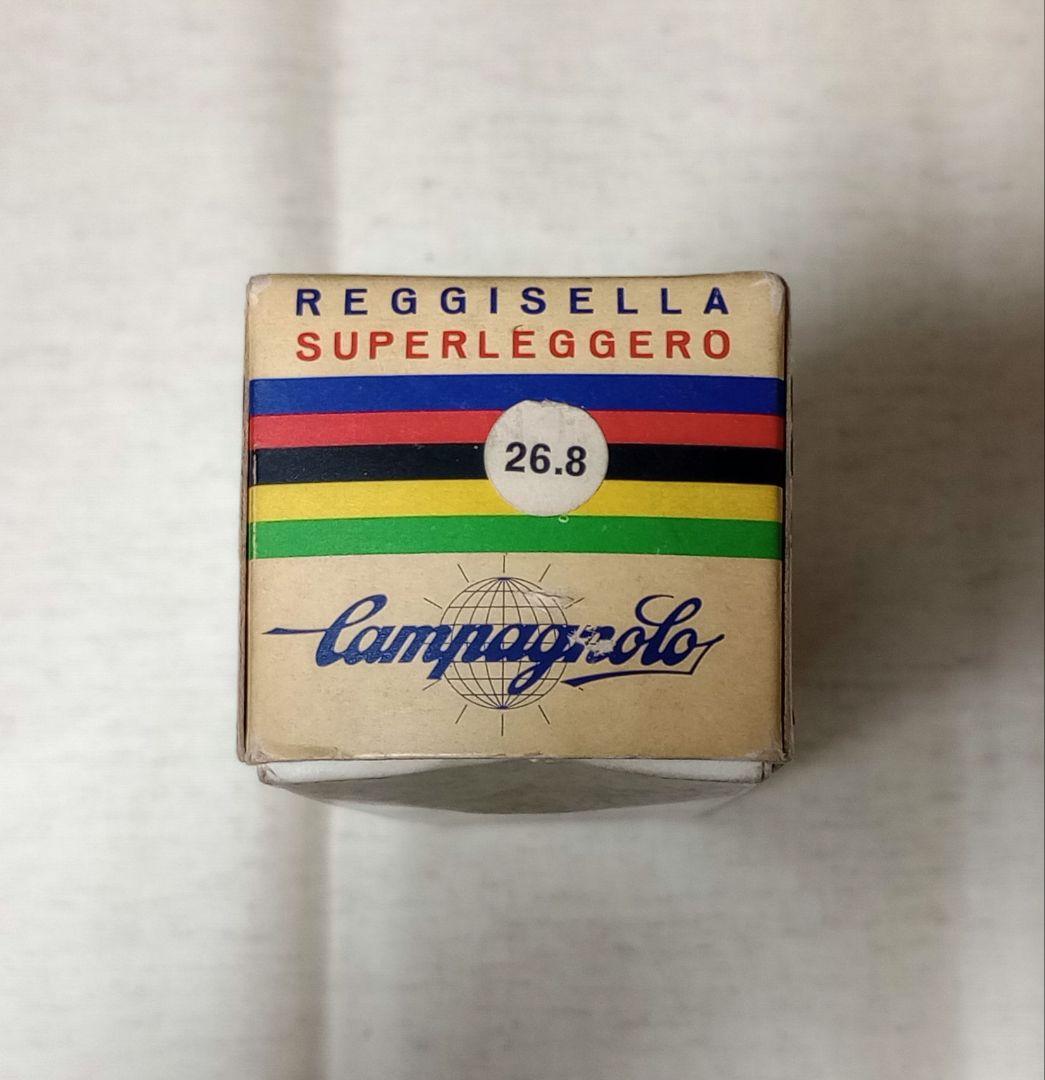 REGGISELLA
SUPERLEGGERO
26.8
Campagnolo